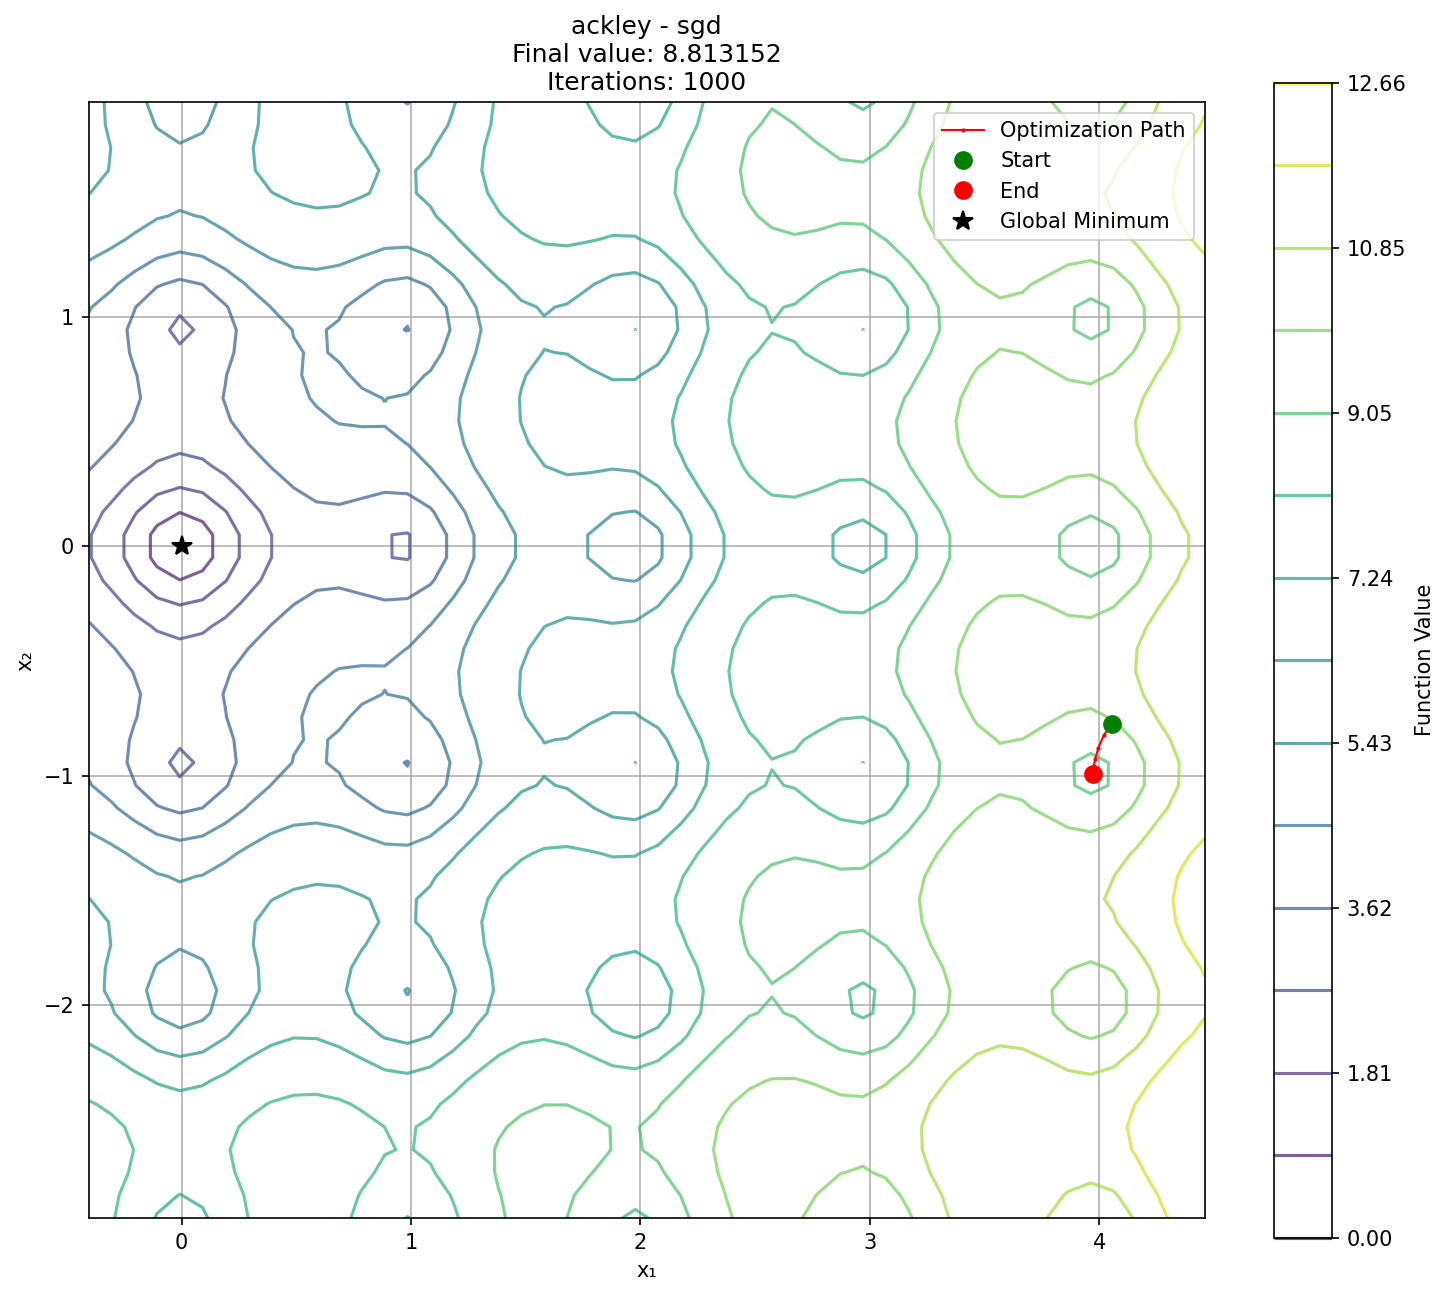 ackley - sgd
Final value: 8.813152
Iterations: 1000
Optimization Path
Start
End
Global Minimum
1
0
−1
−2
x₂
0
1
2
3
4
x₁
12.66
10.85
9.05
7.24
5.43
3.62
1.81
0.00
Function Value